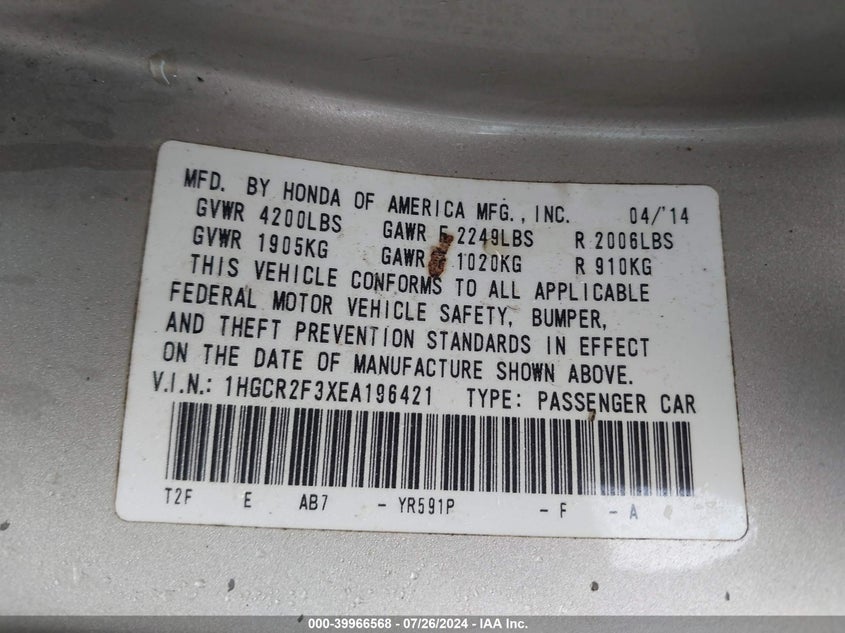 MFD. BY HONDA OF AMERICA MFG., INC. 04/'14
GVWR 4200LBS GAWR F 2249LBS R 2006LBS
GVWR 1905KG GAWR 1020KG R 910KG
THIS VEHICLE CONFORMS TO ALL APPLICABLE
FEDERAL MOTOR VEHICLE SAFETY, BUMPER,
AND THEFT PREVENTION STANDARDS IN EFFECT
ON THE DATE OF MANUFACTURE SHOWN ABOVE.
V.I.N.: 1HGCR2F3XEA196421 TYPE: PASSENGER CAR
T2F E AB7 - YR591P - F - A
000-39966568 - 07/26/2024 - IAA Inc.